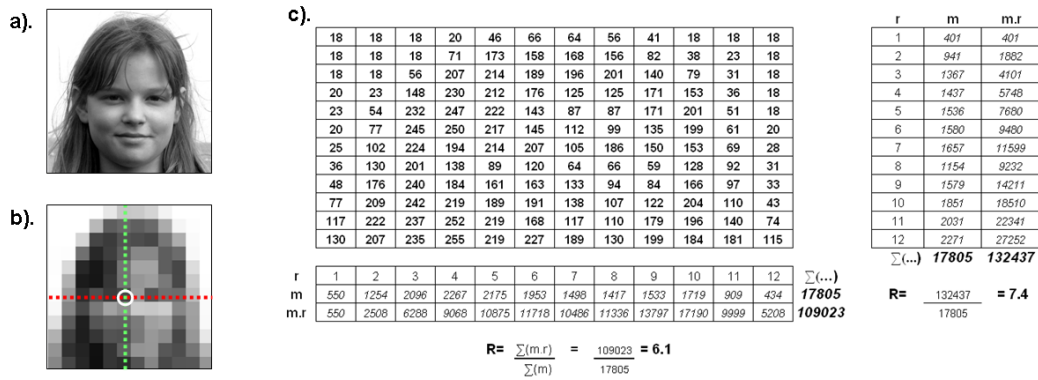 a).
b).
c).
18 18 18 20 46 66 64 56 41 18 18 18
18 18 18 71 173 158 168 156 82 38 23 18
18 18 56 207 214 189 196 201 140 79 31 18
20 23 148 230 212 176 125 125 171 153 36 18
23 54 232 247 222 143 87 87 171 201 51 18
20 77 245 250 217 145 112 99 135 199 61 20
25 102 224 194 214 207 105 186 150 153 69 28
36 130 201 138 89 120 64 66 59 128 92 31
48 176 240 184 161 163 133 94 84 166 97 33
77 209 242 219 189 191 138 107 122 204 110 43
117 222 237 252 219 168 117 110 179 196 140 74
130 207 235 255 219 227 189 130 199 184 181 115
r 1 2 3 4 5 6 7 8 9 10 11 12 ∑(...)
m 550 1254 2096 2267 2175 1953 1498 1417 1533 1719 909 434 17805
m.r 550 2508 6288 9068 10875 11718 10486 11336 13797 17190 9999 5208 109023
R= ∑(m.r) = 109023 = 6.1
∑(m) 17805
r m m.r
1 401 401
2 941 1882
3 1367 4101
4 1437 5748
5 1536 7680
6 1580 9480
7 1657 11599
8 1154 9232
9 1579 14211
10 1851 18510
11 2031 22341
12 2271 27252
∑(...) 17805 132437
R= 132437 = 7.4
17805